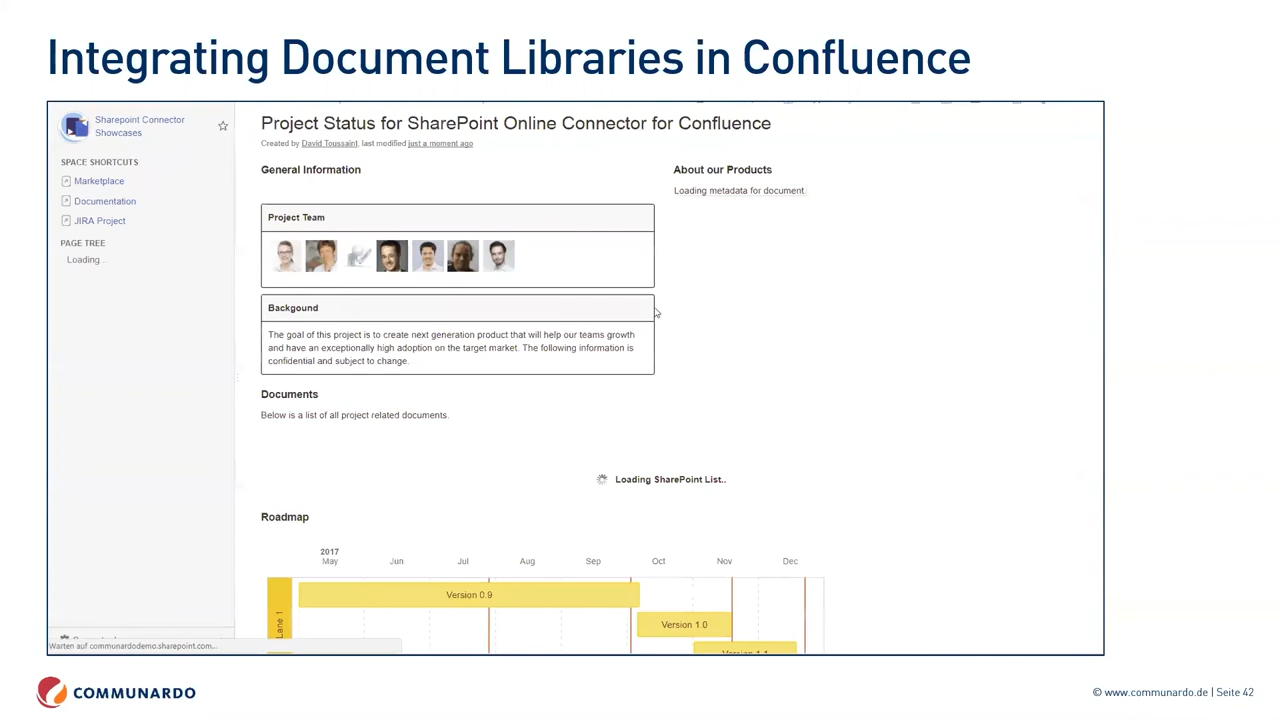 Integrating Document Libraries in Confluence
Sharepoint Connector
Showcases
SPACE SHORTCUTS
Marketplace
Documentation
JIRA Project
PAGE TREE
Loading...
Project Status for SharePoint Online Connector for Confluence
Created by David Toussaint, last modified just a moment ago
General Information
Project Team
Backgound
The goal of this project is to create next generation product that will help our teams growth
and have an exceptionally high adoption on the target market. The following information is
confidential and subject to change.
Documents
Below is a list of all project related documents.
About our Products
Loading metadata for document.
Loading SharePoint List..
Roadmap
2017
May Jun Jul Aug Sep Oct Nov Dec
Lane 1
Version 0.9
Version 1.0
Version 1.1
Warten auf communardodemo.sharepoint.com...
COMMUNARDO
© www.communardo.de | Seite 42